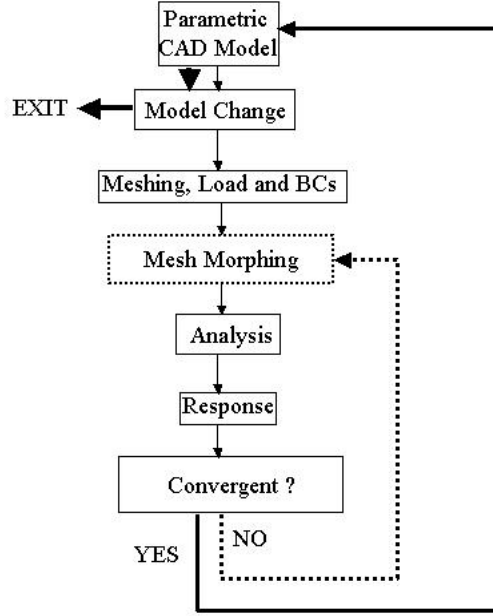 Parametric
CAD Model
EXIT
Model Change
Meshing, Load and BCs
Mesh Morphing
Analysis
Response
Convergent ?
YES
NO